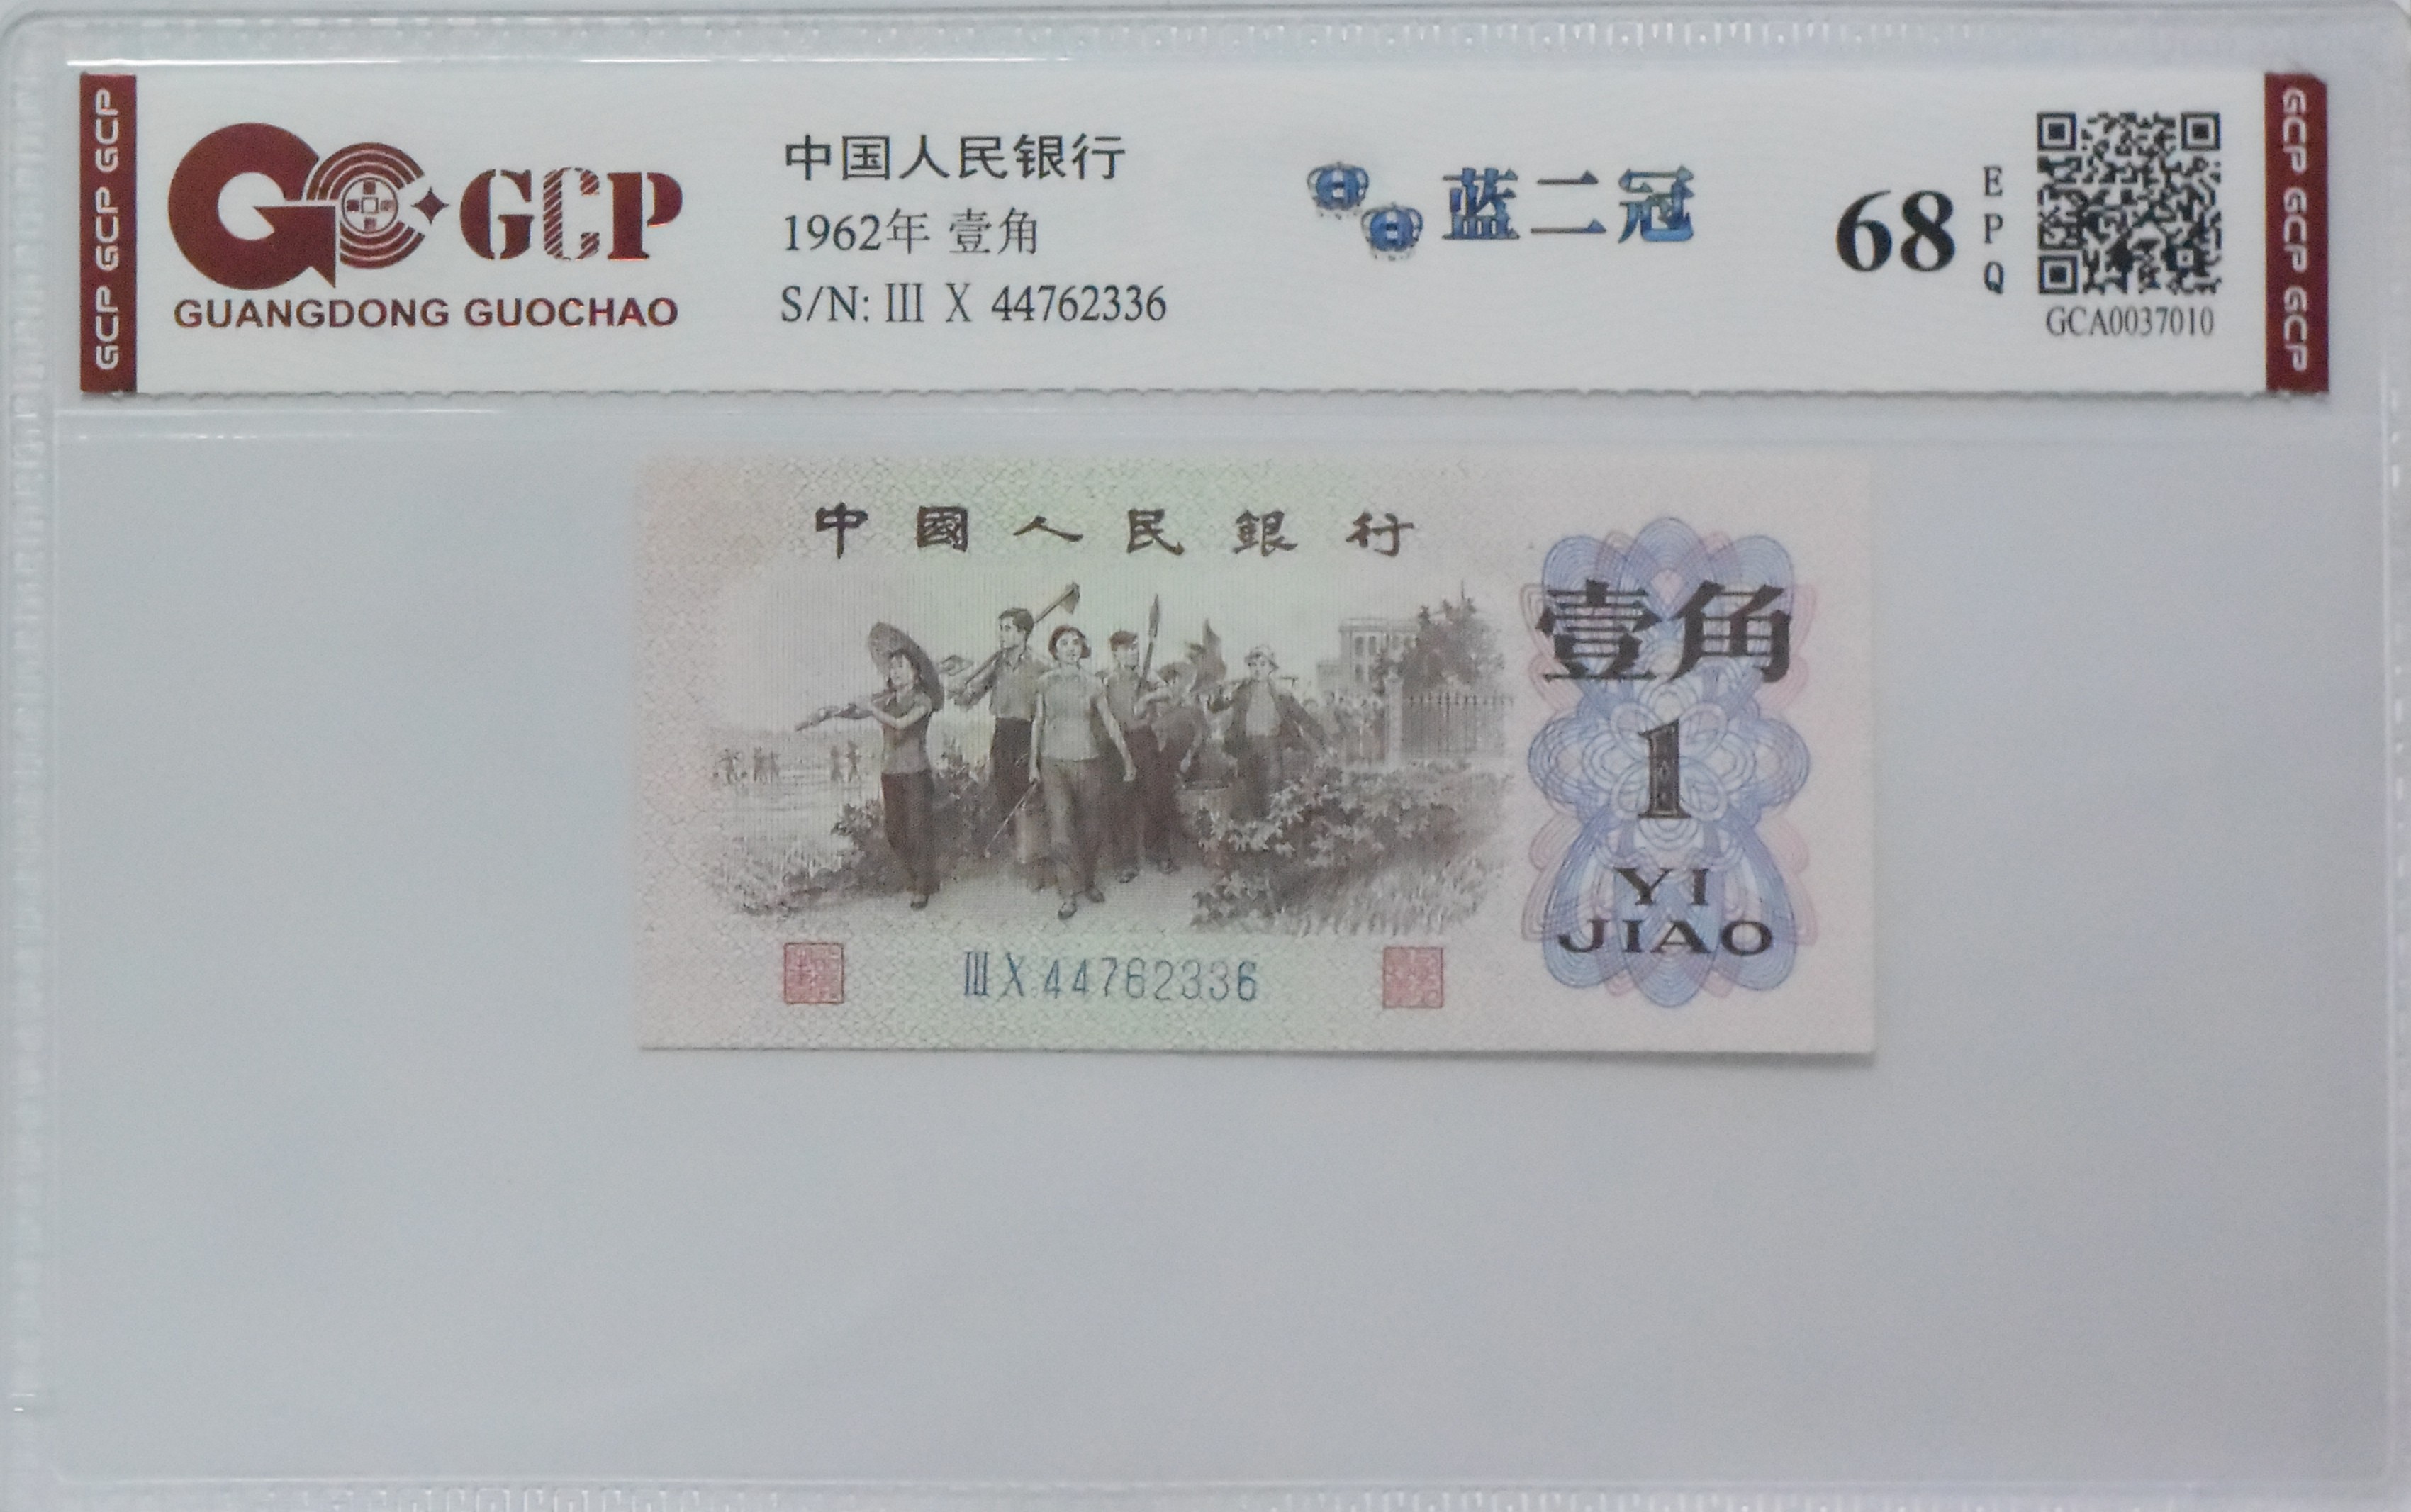 GCP GCP GCP
GCP
GUANGDONG GUOCHAO
中国人民银行
1962年 壹角
S/N: III X 44762336
蓝二冠
68
EPQ
GCA0037010
GCP GCP GCP
中國人民銀行
壹角
1
YI
JIAO
III X 44762336